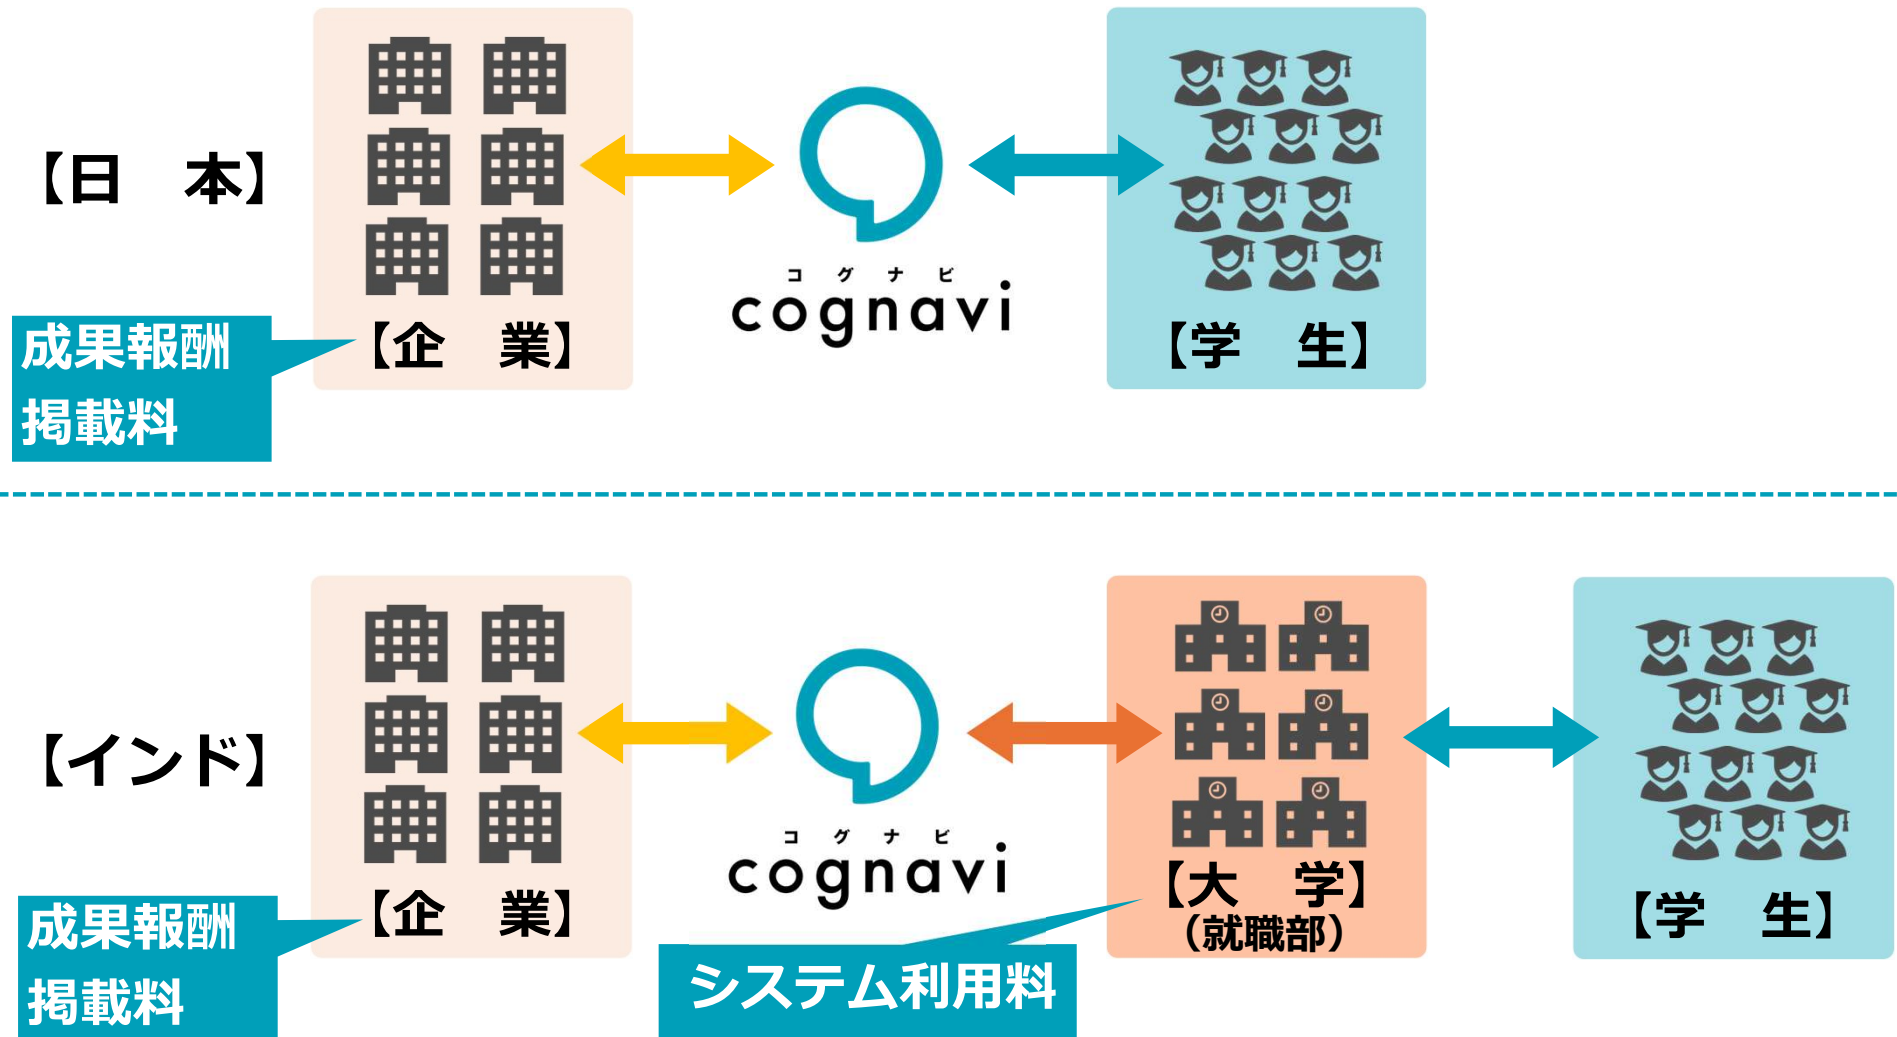 【日　本】
コグナビ
cognavi
【企　業】
【学　生】
成果報酬
掲載料
【インド】
コグナビ
cognavi
【企　業】
【大　学】
（就職部）
【学　生】
成果報酬
掲載料
システム利用料